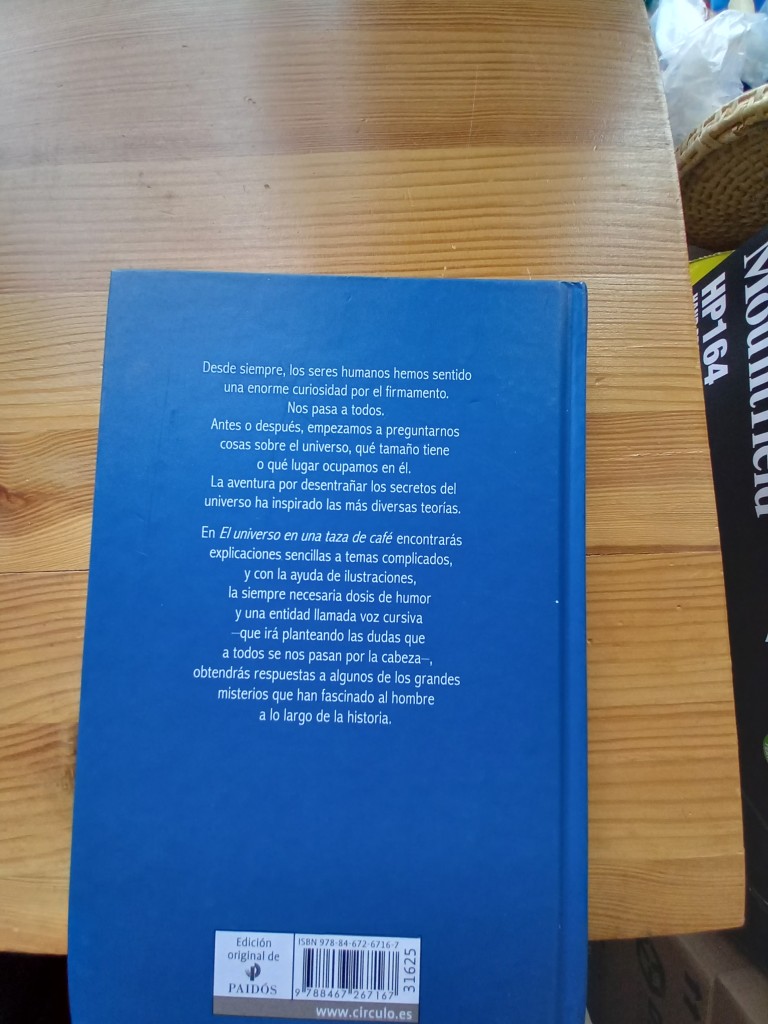 Desde siempre, los seres humanos hemos sentido
una enorme curiosidad por el firmamento.
Nos pasa a todos.
Antes o después, empezamos a preguntarnos
cosas sobre el universo, qué tamaño tiene
o qué lugar ocupamos en él.
La aventura por desentrañar los secretos del
universo ha inspirado las más diversas teorías.
En El universo en una taza de café encontrarás
explicaciones sencillas a temas complicados,
y con la ayuda de ilustraciones,
la siempre necesaria dosis de humor
y una entidad llamada voz cursiva
–que irá planteando las dudas que
a todos se nos pasan por la cabeza–,
obtendrás respuestas a algunos de los grandes
misterios que han fascinado al hombre
a lo largo de la historia.
Edición
original de
PAIDÓS
ISBN 978-84-672-6716-7
31625
9 788467 267167
www.circulo.es
Mountfield
HP164